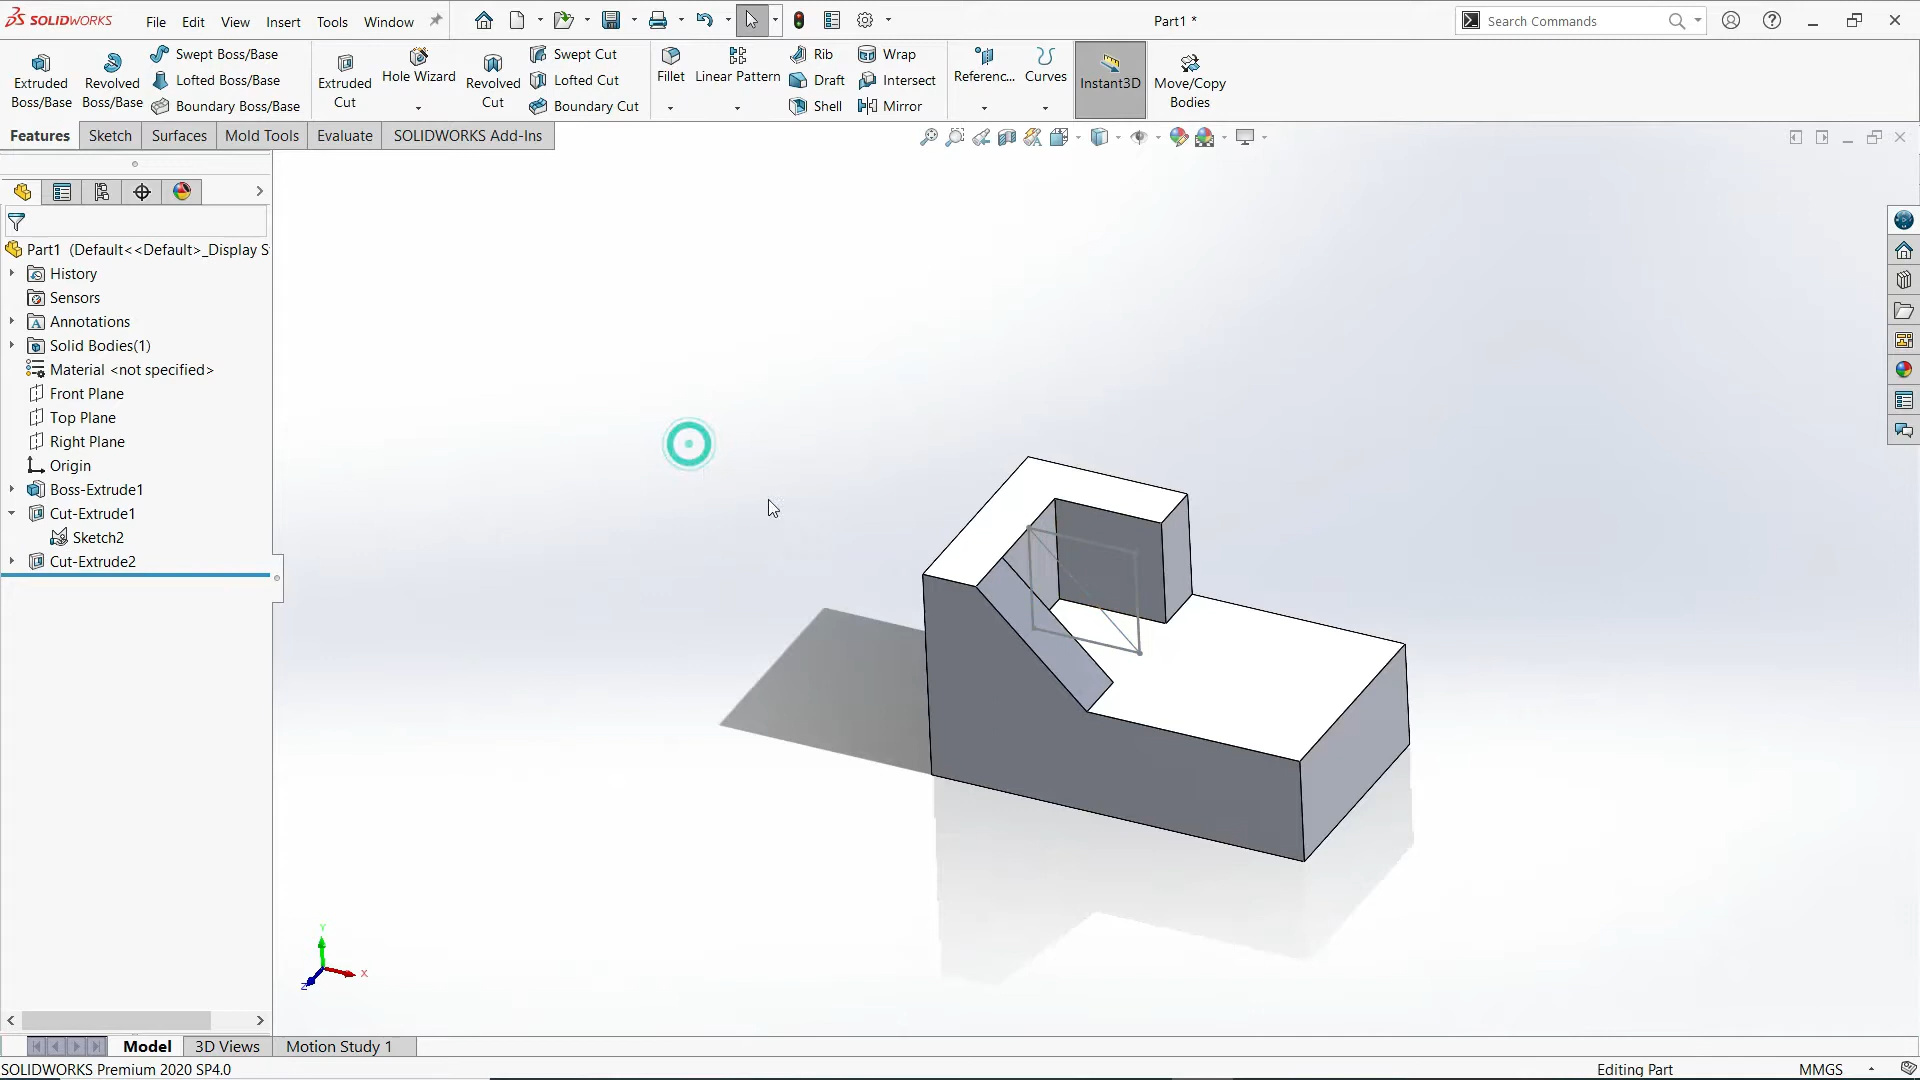 SOLIDWORKS File Edit View Insert Tools Window Part1 * Search Commands
Extruded Boss/Base
Revolved Boss/Base
Swept Boss/Base
Lofted Boss/Base
Boundary Boss/Base
Extruded Cut
Hole Wizard
Revolved Cut
Swept Cut
Lofted Cut
Boundary Cut
Fillet
Linear Pattern
Rib
Draft
Shell
Wrap
Intersect
Mirror
Referenc...
Curves
Instant3D
Move/Copy Bodies
Features Sketch Surfaces Mold Tools Evaluate SOLIDWORKS Add-Ins
Part1 (Default<<Default>_Display S
History
Sensors
Annotations
Solid Bodies(1)
Material <not specified>
Front Plane
Top Plane
Right Plane
Origin
Boss-Extrude1
Cut-Extrude1
Sketch2
Cut-Extrude2
Y
X
Z
Model 3D Views Motion Study 1
SOLIDWORKS Premium 2020 SP4.0 Editing Part MMGS